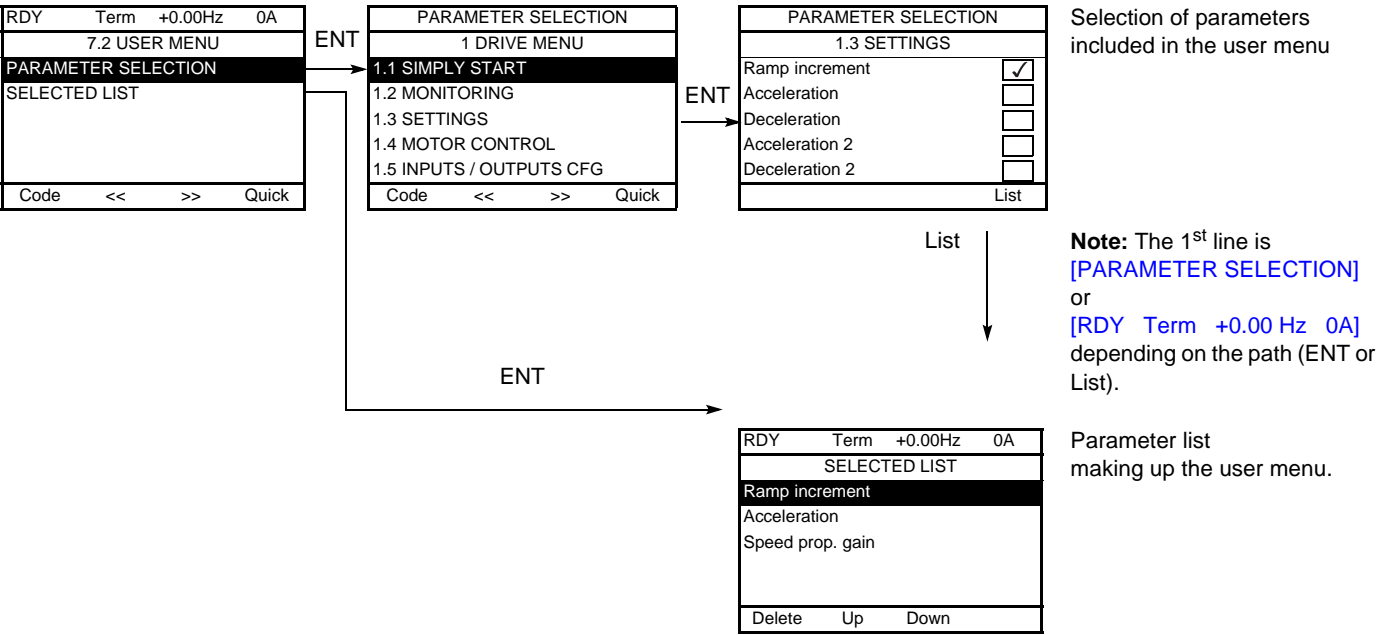 RDY Term +0.00Hz 0A
7.2 USER MENU
PARAMETER SELECTION
SELECTED LIST
Code << >> Quick
ENT
PARAMETER SELECTION
1 DRIVE MENU
1.1 SIMPLY START
1.2 MONITORING
1.3 SETTINGS
1.4 MOTOR CONTROL
1.5 INPUTS / OUTPUTS CFG
Code << >> Quick
ENT
PARAMETER SELECTION
1.3 SETTINGS
Ramp increment ✓
Acceleration
Deceleration
Acceleration 2
Deceleration 2
List
Selection of parameters
included in the user menu
List
Note: The 1st line is
[PARAMETER SELECTION]
or
[RDY Term +0.00 Hz 0A]
depending on the path (ENT or
List).
ENT
RDY Term +0.00Hz 0A
SELECTED LIST
Ramp increment
Acceleration
Speed prop. gain
Delete Up Down
Parameter list
making up the user menu.